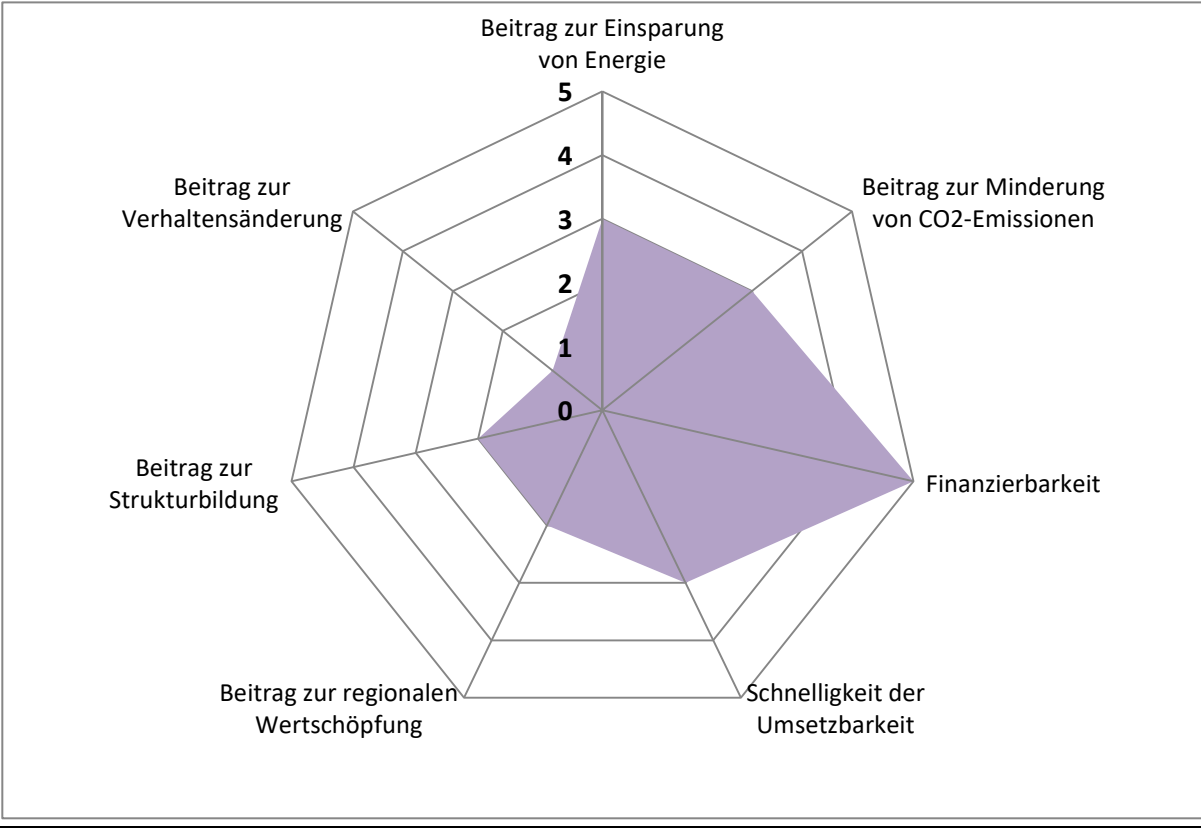 Beitrag zur Einsparung
von Energie
5
4
3
2
1
0
Beitrag zur Minderung
von CO2-Emissionen
Finanzierbarkeit
Schnelligkeit der
Umsetzbarkeit
Beitrag zur regionalen
Wertschöpfung
Beitrag zur
Strukturbildung
Beitrag zur
Verhaltensänderung